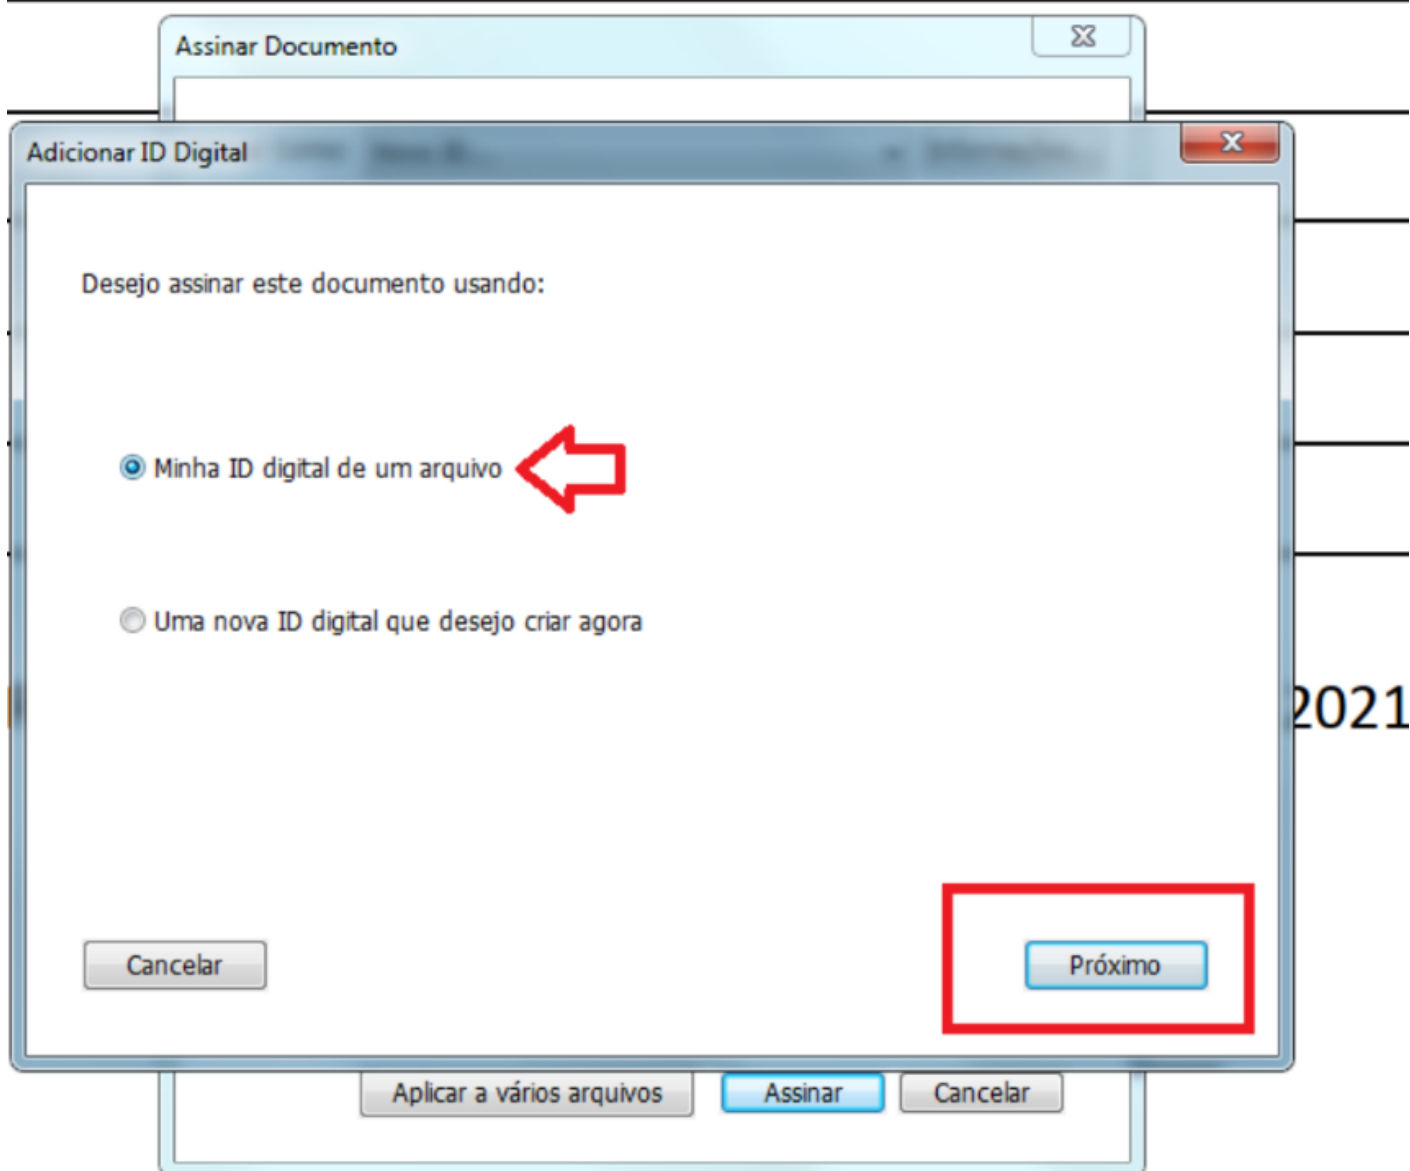 Assinar Documento
Adicionar ID Digital
Desejo assinar este documento usando:
Minha ID digital de um arquivo
Uma nova ID digital que desejo criar agora
2021
Cancelar
Próximo
Aplicar a vários arquivos
Assinar
Cancelar